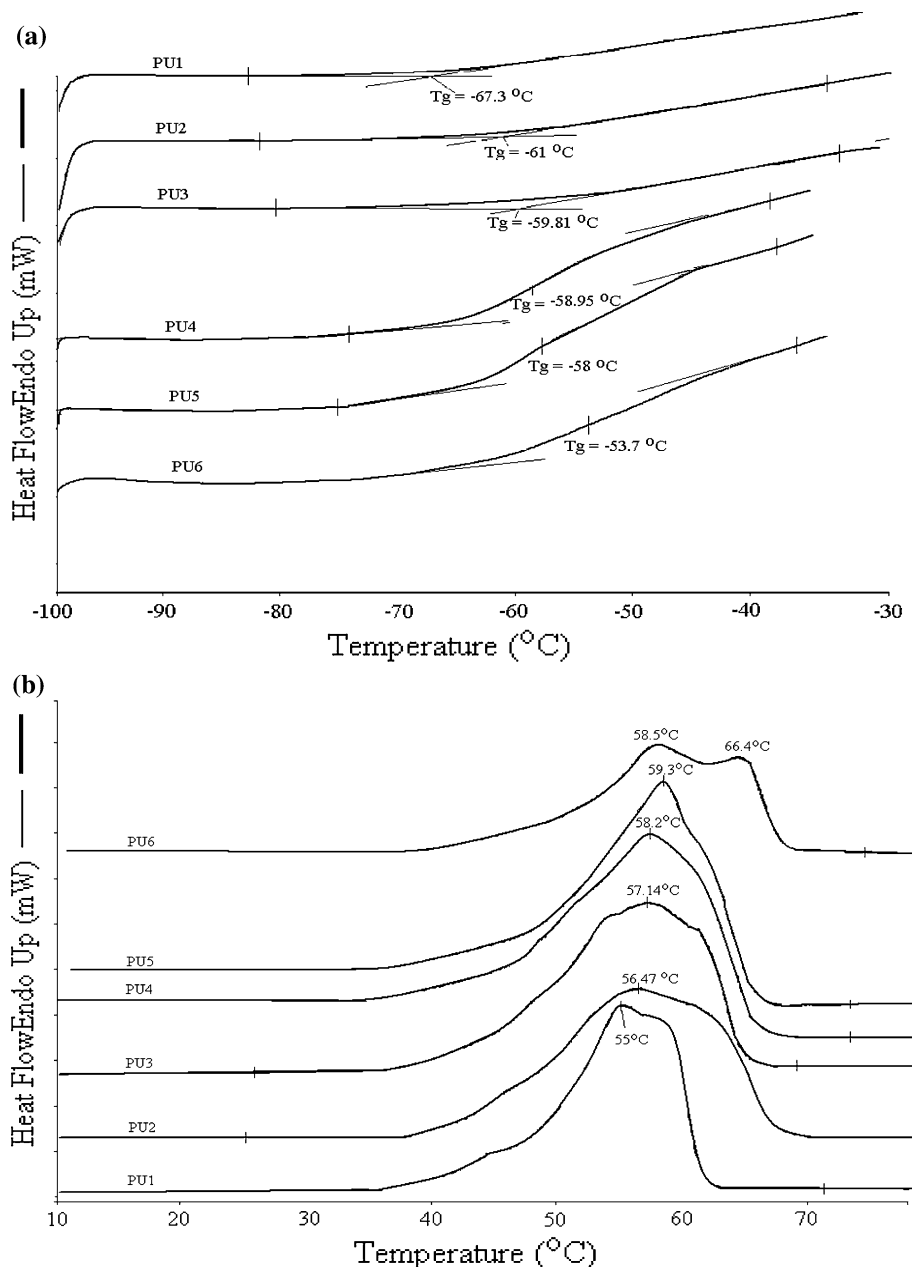 (a)
PU1
Tg = -67.3 °C
PU2
Tg = -61 °C
PU3
Tg = -59.81 °C
PU4
Tg = -58.95 °C
PU5
Tg = -58 °C
PU6
Tg = -53.7 °C
Heat FlowEndo Up (mW)
-100 -90 -80 -70 -60 -50 -40 -30
Temperature (°C)
(b)
58.5°C
66.4°C
59.3°C
58.2°C
PU6
57.14°C
PU5
56.47 °C
PU4
55°C
PU3
PU2
PU1
Heat FlowEndo Up (mW)
10 20 30 40 50 60 70
Temperature (°C)